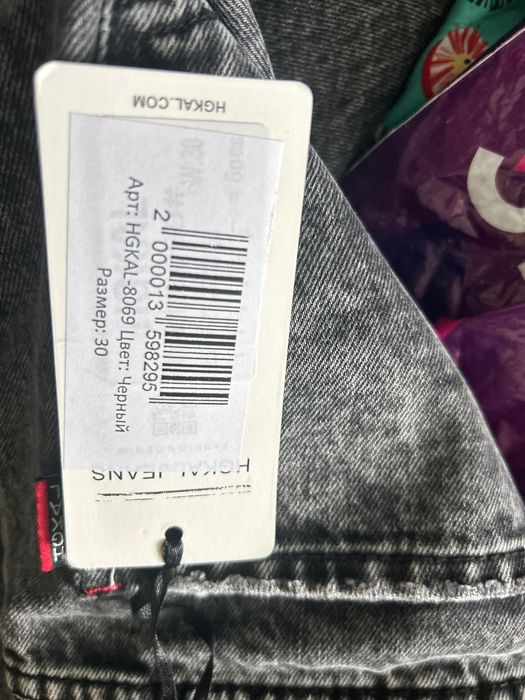 HGKAL.COM
2 000013 598295
Арт: HGKAL-8069 Цвет: Черный
Размер: 30
HGKAL JEANS